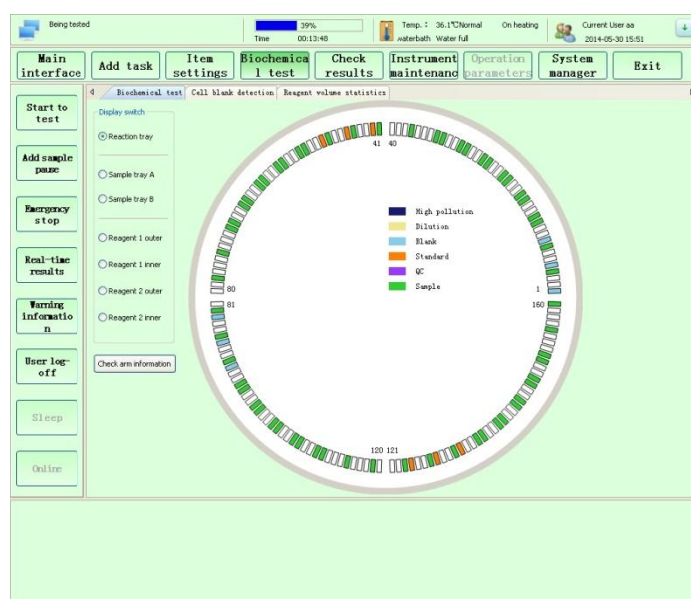 Being tested
39%
Time 00:13:48
Temp.: 36.1℃Normal On heating
waterbath Water full
Current User aa
2014-05-30 15:51
Main
interface
Add task
Item
settings
Biochemica
l test
Check
results
Instrument
maintenanc
Operation
parameters
System
manager
Exit
Start to
test
Add sample
pause
Emergency
stop
Real-time
results
Warning
informatio
n
User log-
off
Sleep
Online
Biochemical test
Cell blank detection
Reagent volume statistics
Display switch
Reaction tray
Sample tray A
Sample tray B
Reagent 1 outer
Reagent 1 inner
Reagent 2 outer
Reagent 2 inner
Check arm information
41 40
High pollution
Dilution
Blank
Standard
QC
Sample
80
81
1
160
120 121